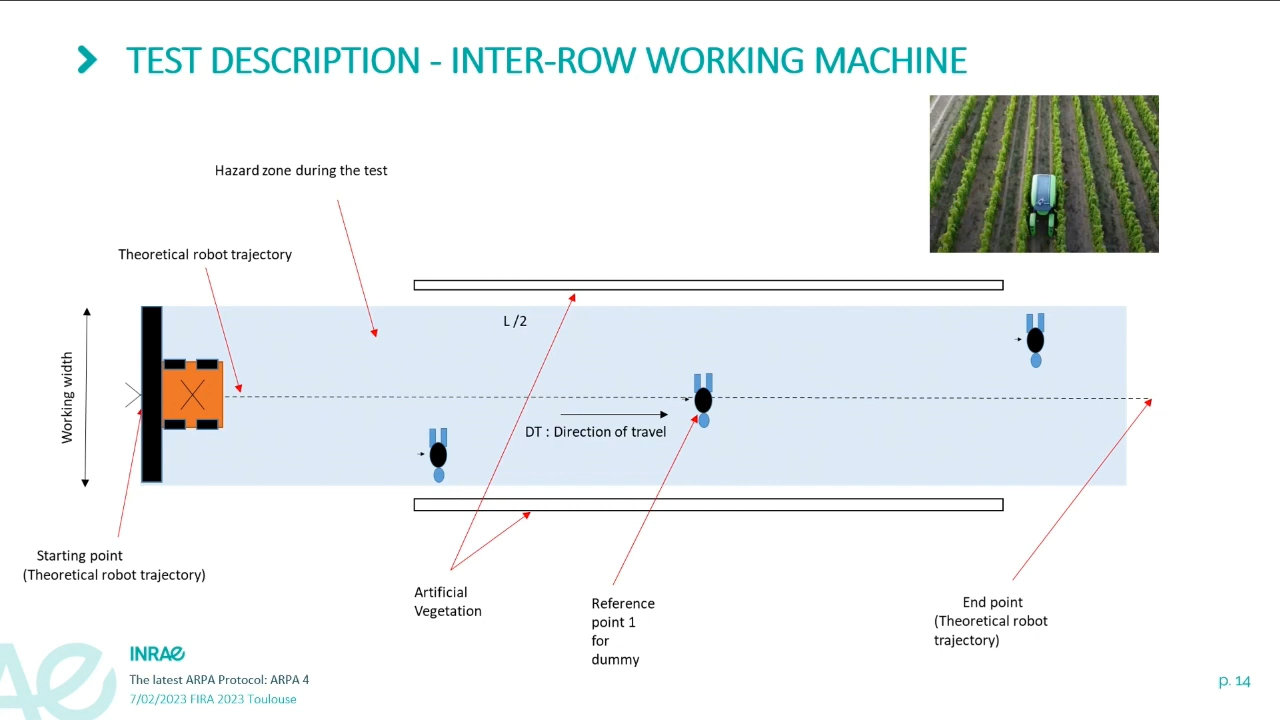 TEST DESCRIPTION - INTER-ROW WORKING MACHINE
Hazard zone during the test
Theoretical robot trajectory
L /2
Working width
DT : Direction of travel
Starting point
(Theoretical robot trajectory)
Artificial
Vegetation
Reference
point 1
for
dummy
End point
(Theoretical robot
trajectory)
INRAE
The latest ARPA Protocol: ARPA 4
7/02/2023 FIRA 2023 Toulouse
p. 14